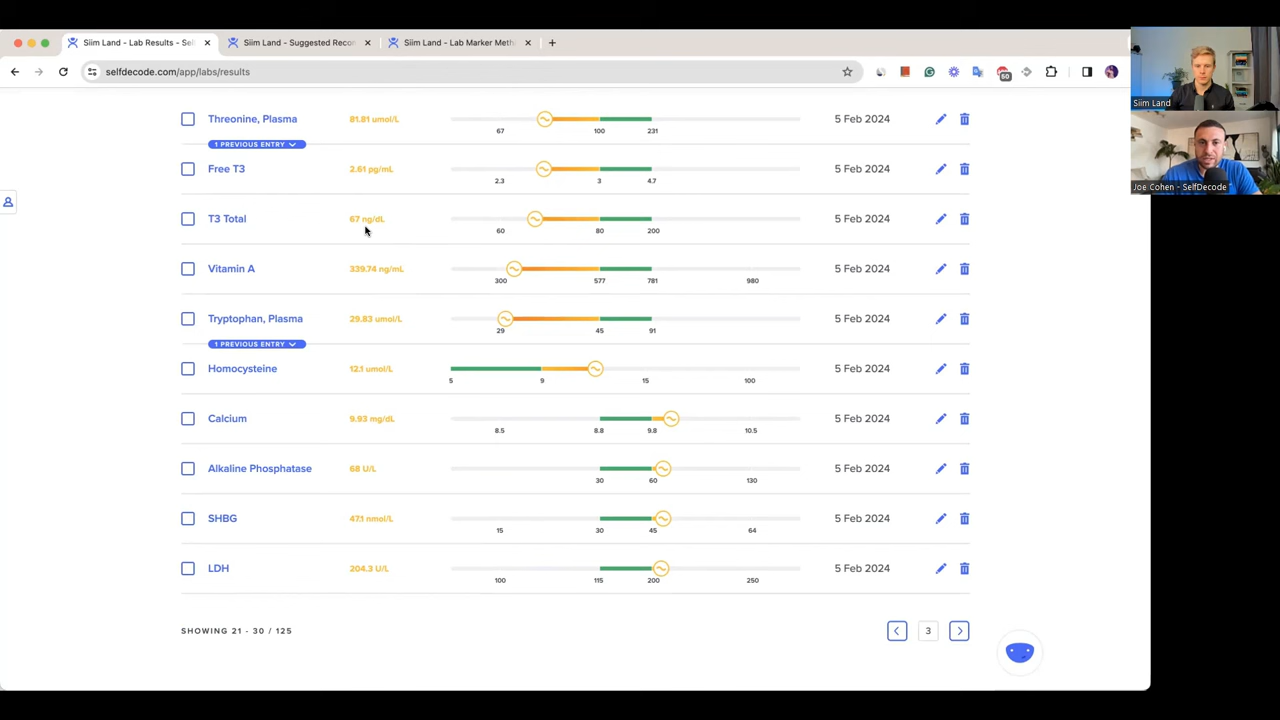 Siim Land - Lab Results - Sel
Siim Land - Suggested Recom
Siim Land - Lab Marker Meth
selfdecode.com/app/labs/results
60
Siim Land
Joe Cohen - SelfDecode
Threonine, Plasma 81.81 umol/L 5 Feb 2024
67 100 231
1 PREVIOUS ENTRY
Free T3 2.61 pg/mL 5 Feb 2024
2.3 3 4.7
T3 Total 67 ng/dL 5 Feb 2024
60 80 200
Vitamin A 339.74 ng/mL 5 Feb 2024
300 577 781 980
Tryptophan, Plasma 29.83 umol/L 5 Feb 2024
29 45 91
1 PREVIOUS ENTRY
Homocysteine 12.1 umol/L 5 Feb 2024
5 9 15 100
Calcium 9.93 mg/dL 5 Feb 2024
8.5 8.8 9.8 10.5
Alkaline Phosphatase 68 U/L 5 Feb 2024
30 60 130
SHBG 47.1 nmol/L 5 Feb 2024
15 30 45 64
LDH 204.3 U/L 5 Feb 2024
100 115 200 250
SHOWING 21 - 30 / 125
3